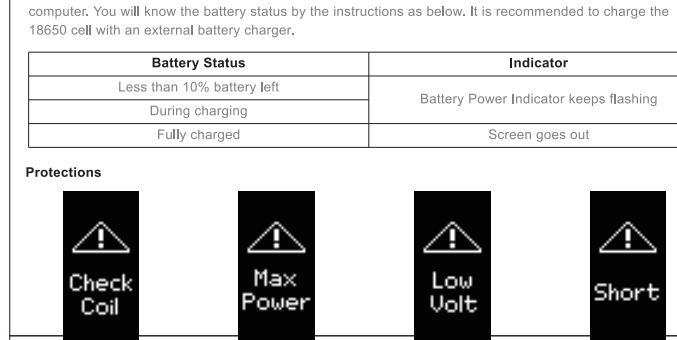 computer. You will know the battery status by the instructions as below. It is recommended to charge the
18650 cell with an external battery charger.
Battery Status Indicator
Less than 10% battery left
Battery Power Indicator keeps flashing
During charging
Fully charged Screen goes out
Protections
Check Coil
Max Power
Low Volt
Short